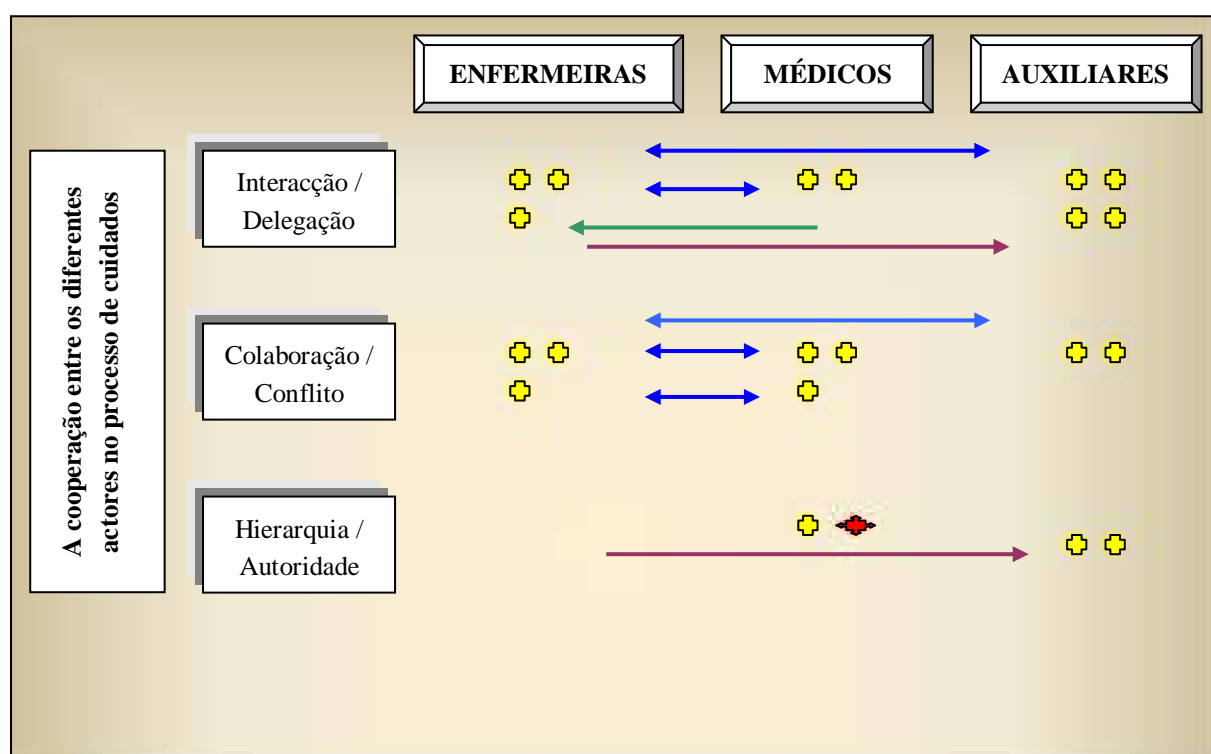 ENFERMEIRAS
MÉDICOS
AUXILIARES
A cooperação entre os diferentes
actores no processo de cuidados
Interacção /
Delegação
Colaboração /
Conflito
Hierarquia /
Autoridade